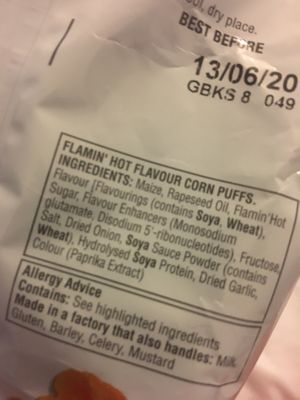 ool, dry place.
BEST BEFORE
13/06/20
GBKS 8 049
FLAMIN' HOT FLAVOUR CORN PUFFS.
INGREDIENTS: Maize, Rapeseed Oil, Flamin'Hot
Flavour [Flavourings (contains Soya, Wheat),
Sugar, Flavour Enhancers (Monosodium
glutamate, Disodium 5'-ribonucleotides), Fructose,
Salt, Dried Onion, Soya Sauce Powder (contains
Wheat), Hydrolysed Soya Protein, Dried Garlic,
Colour (Paprika Extract)
Allergy Advice
Contains: See highlighted ingredients
Made in a factory that also handles: Milk,
Gluten, Barley, Celery, Mustard